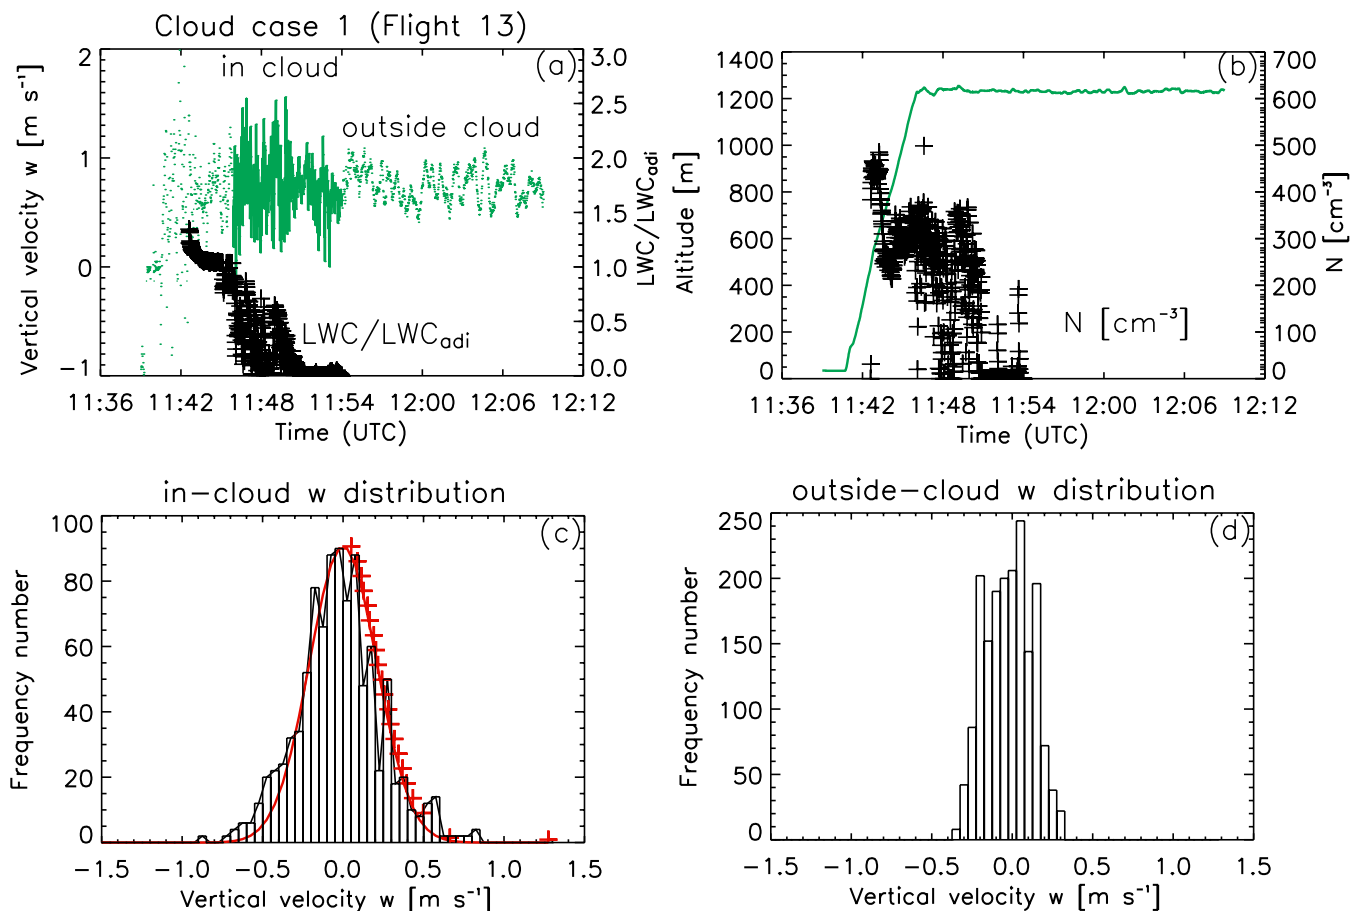 Cloud case 1 (Flight 13)
2
1
0
−1
Vertical velocity w [m s⁻¹]
in cloud
(a)
outside cloud
LWC/LWCadi
3.0
2.5
2.0
1.5
1.0
0.5
0.0
LWC/LWCadi
11:36 11:42 11:48 11:54 12:00 12:06 12:12
Time (UTC)
1400
1200
1000
800
600
400
200
0
Altitude [m]
(b)
N [cm⁻³]
700
600
500
400
300
200
100
0
N [cm⁻³]
11:36 11:42 11:48 11:54 12:00 12:06 12:12
Time (UTC)
in−cloud w distribution
100
80
60
40
20
0
Frequency number
(c)
−1.5 −1.0 −0.5 0.0 0.5 1.0 1.5
Vertical velocity w [m s⁻¹]
outside−cloud w distribution
250
200
150
100
50
0
Frequency number
(d)
−1.5 −1.0 −0.5 0.0 0.5 1.0 1.5
Vertical velocity w [m s⁻¹]